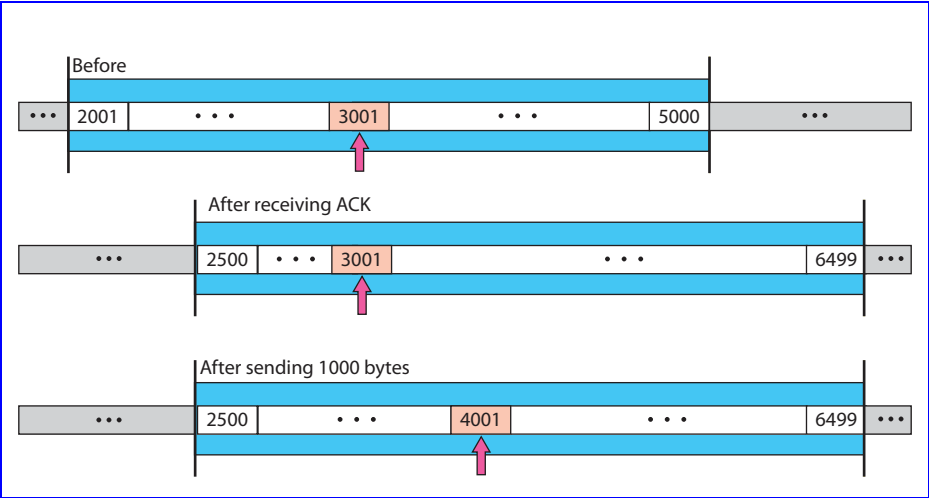 Before
••• 2001 • • • 3001 • • • 5000 •••
After receiving ACK
••• 2500 • • • 3001 • • • 6499 •••
After sending 1000 bytes
••• 2500 • • • 4001 • • • 6499 •••